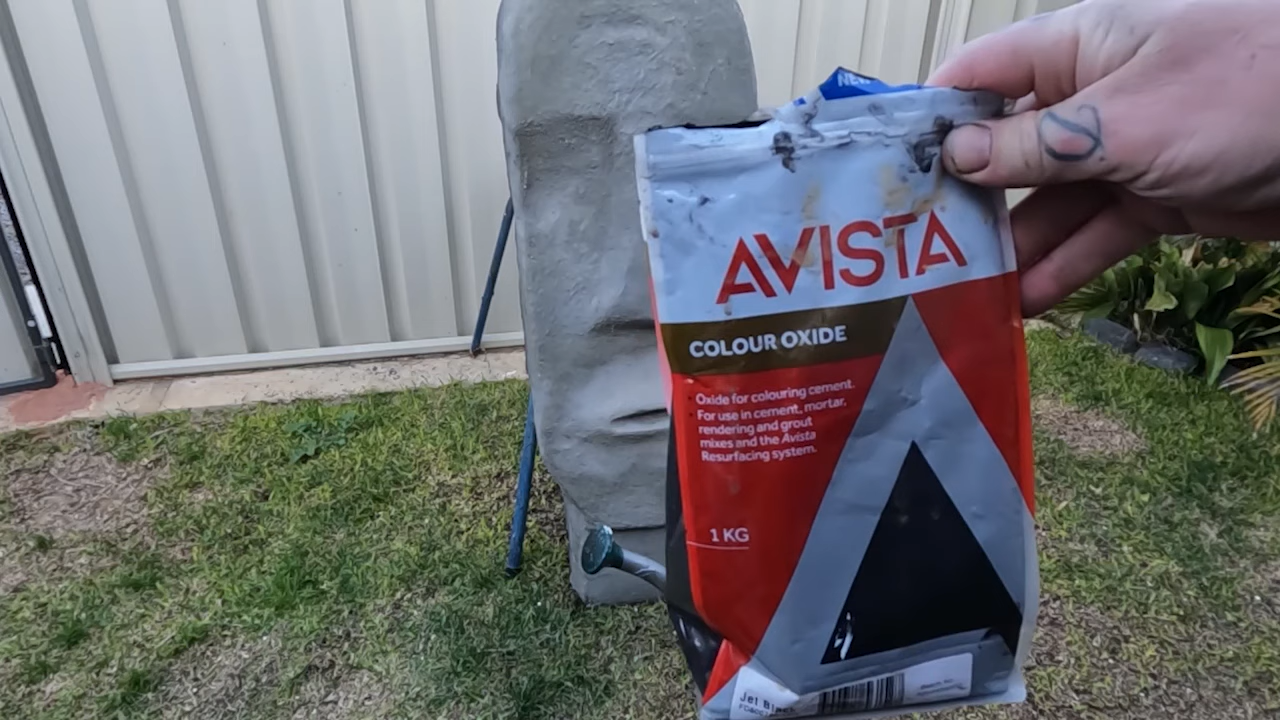 NEW
AVISTA
COLOUR OXIDE
• Oxide for colouring cement.
• For use in cement, mortar,
rendering and grout
mixes and the Avista
Resurfacing system.
1 KG
Jet